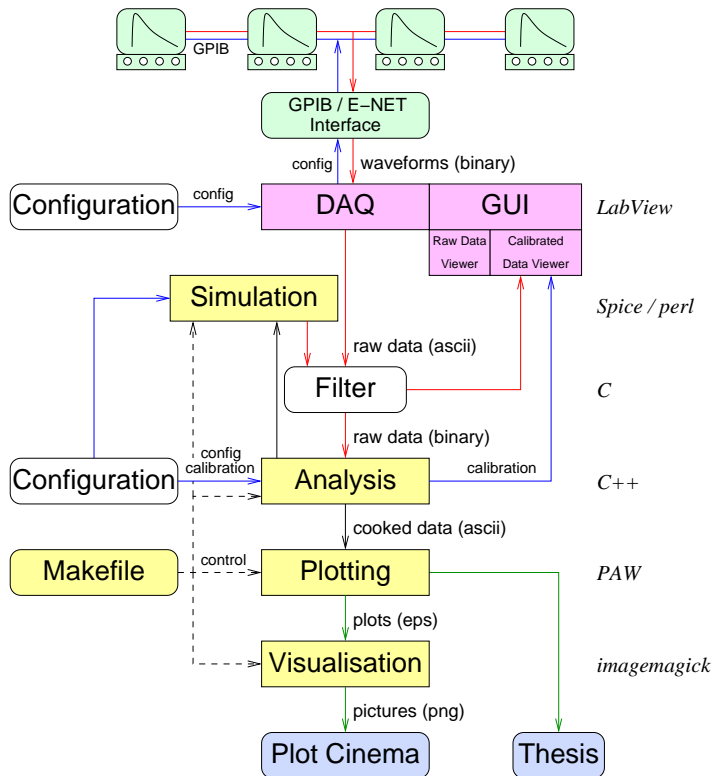 GPIB
GPIB / E−NET
Interface
config
waveforms (binary)
Configuration
config
DAQ
GUI
LabView
Raw Data
Viewer
Calibrated
Data Viewer
Simulation
Spice / perl
raw data (ascii)
Filter
C
raw data (binary)
Configuration
config
calibration
Analysis
calibration
C++
cooked data (ascii)
Makefile
control
Plotting
PAW
plots (eps)
Visualisation
imagemagick
pictures (png)
Plot Cinema
Thesis